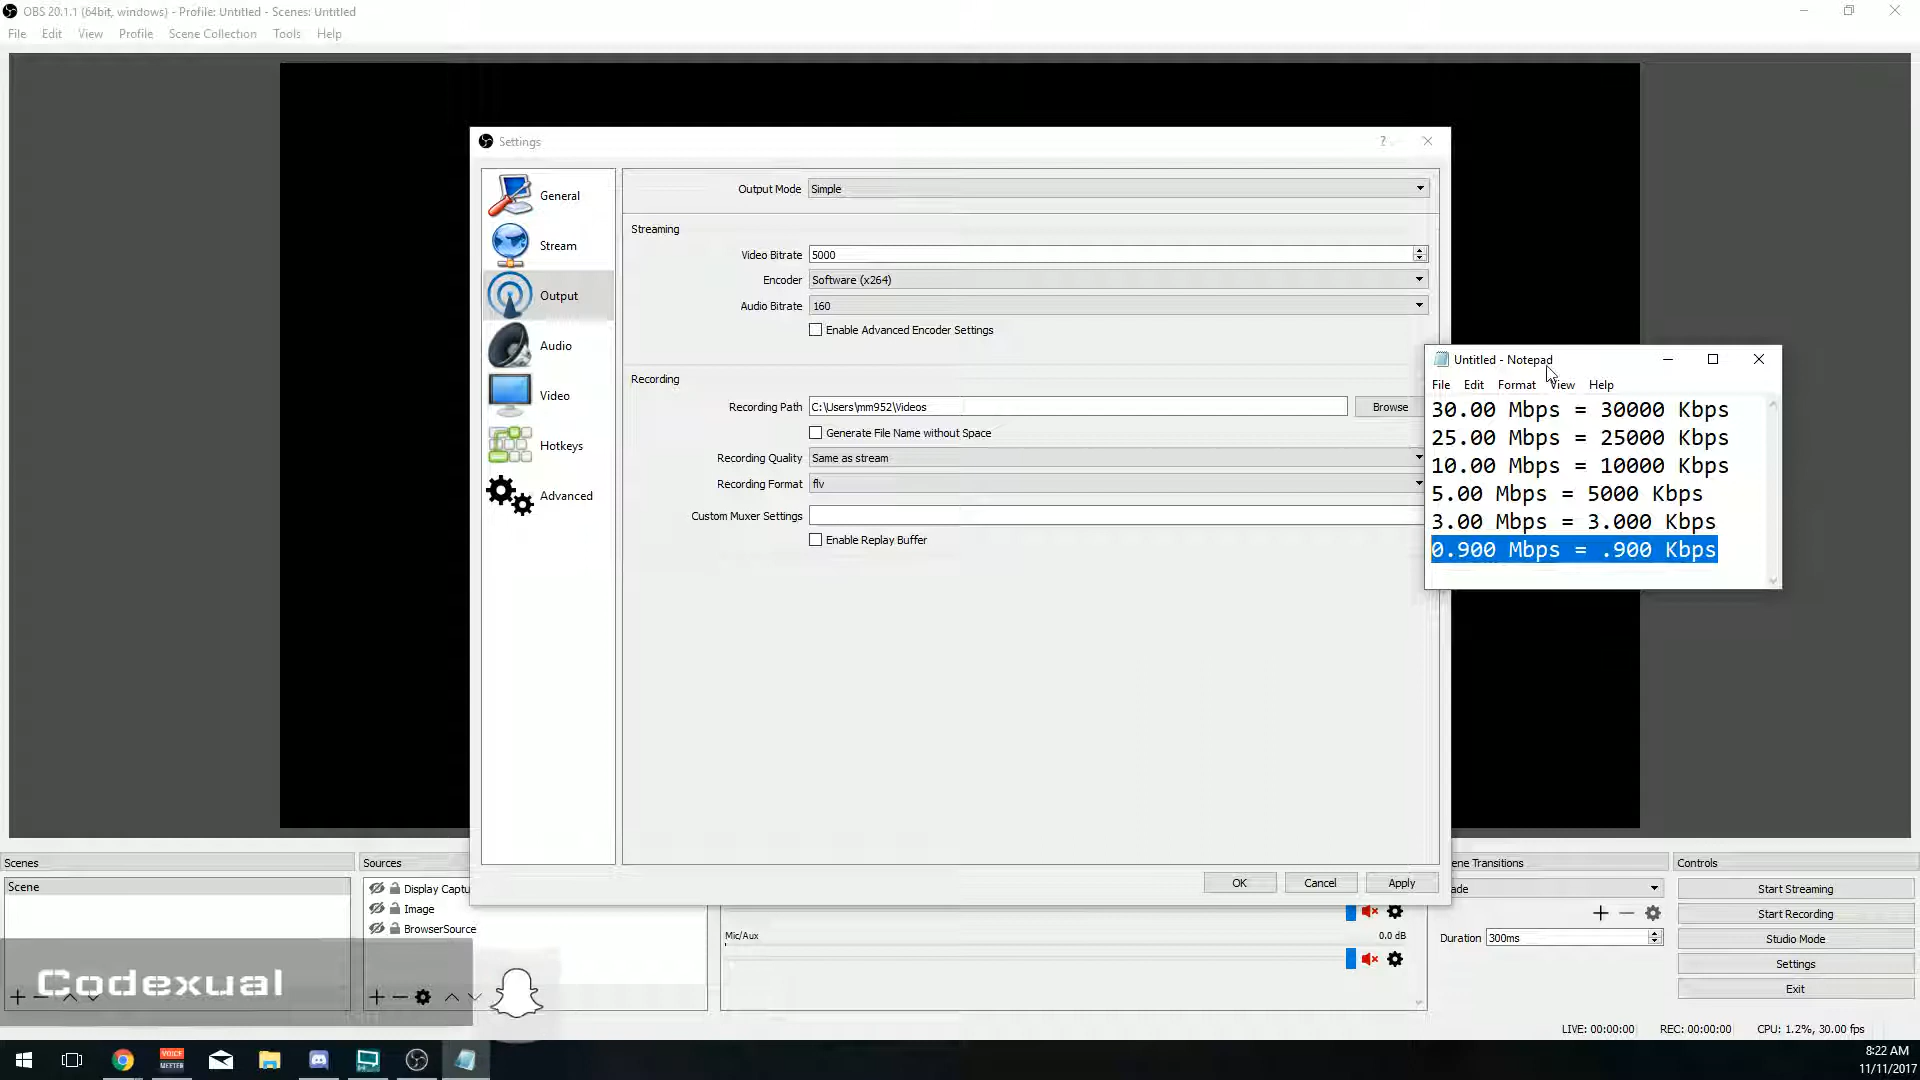 OBS 20.1.1 (64bit, windows) - Profile: Untitled - Scenes: Untitled
File Edit View Profile Scene Collection Tools Help
Settings
?
General
Stream
Output
Audio
Video
Hotkeys
Advanced
Output Mode Simple
Streaming
Video Bitrate 5000
Encoder Software (x264)
Audio Bitrate 160
Enable Advanced Encoder Settings
Recording
Recording Path C:\Users\mm952\Videos Browse
Generate File Name without Space
Recording Quality Same as stream
Recording Format flv
Custom Muxer Settings
Enable Replay Buffer
OK Cancel Apply
Untitled - Notepad
File Edit Format View Help
30.00 Mbps = 30000 Kbps
25.00 Mbps = 25000 Kbps
10.00 Mbps = 10000 Kbps
5.00 Mbps = 5000 Kbps
3.00 Mbps = 3.000 Kbps
0.900 Mbps = .900 Kbps
Scenes
Scene
Sources
Display Captu
Image
BrowserSource
Mic/Aux 0.0 dB
ene Transitions
ade
Duration 300ms
Controls
Start Streaming
Start Recording
Studio Mode
Settings
Exit
Codexual
LIVE: 00:00:00 REC: 00:00:00 CPU: 1.2%, 30.00 fps
VOICE
MEETER
8:22 AM
11/11/2017